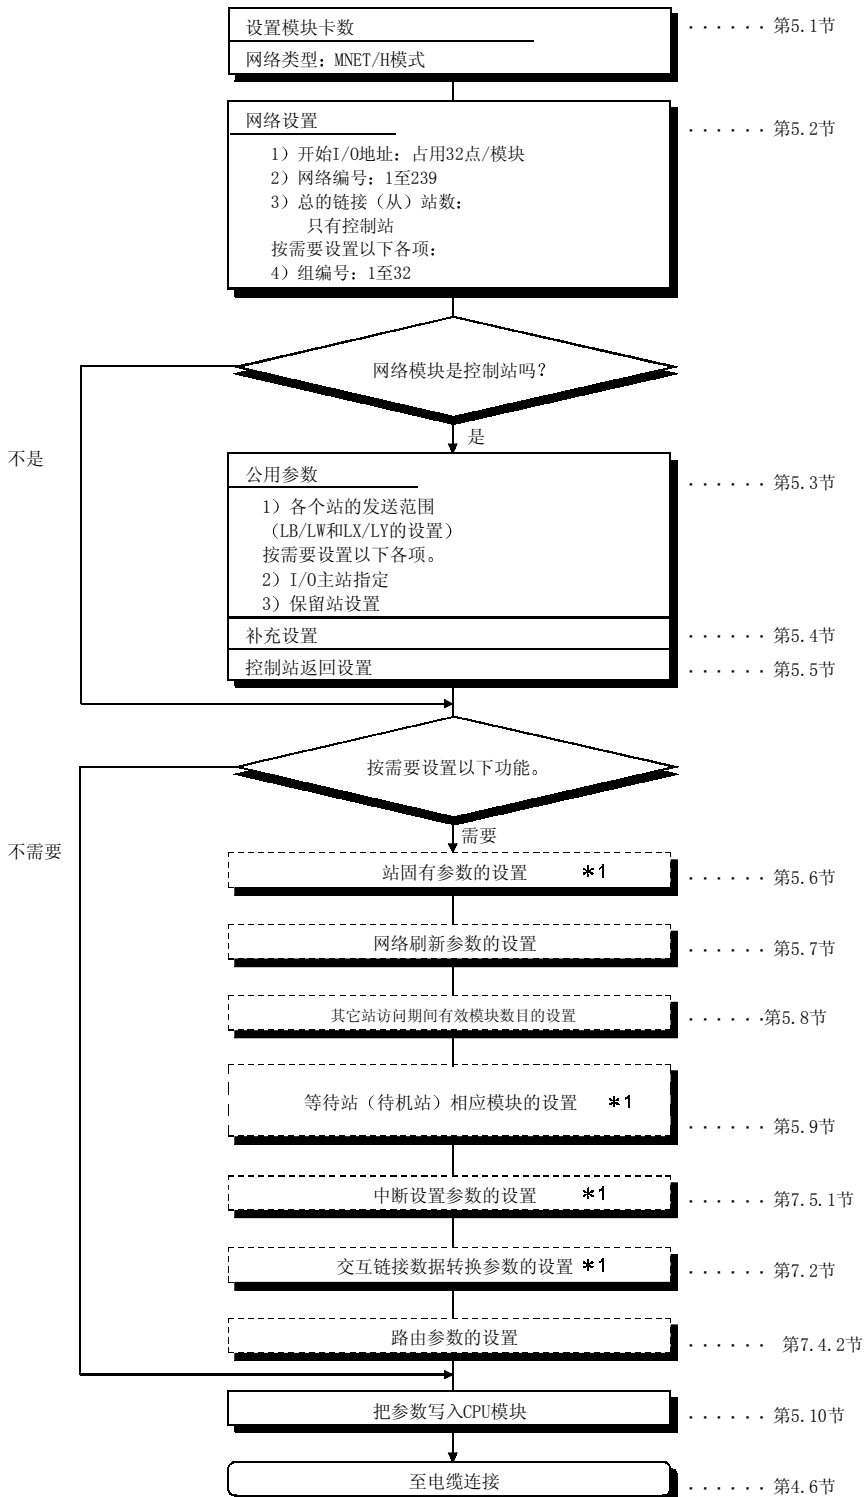 设置模块卡数 ······ 第5.1节
网络类型：MNET/H模式
网络设置 ······ 第5.2节
1）开始I/O地址：占用32点/模块
2）网络编号：1至239
3）总的链接（从）站数：
只有控制站
按需要设置以下各项：
4）组编号：1至32
网络模块是控制站吗？
是
不是
公用参数 ······ 第5.3节
1）各个站的发送范围
（LB/LW和LX/LY的设置）
按需要设置以下各项。
2）I/O主站指定
3）保留站设置
补充设置 ······ 第5.4节
控制站返回设置 ······ 第5.5节
按需要设置以下功能。
需要
不需要
站固有参数的设置 *1 ······ 第5.6节
网络刷新参数的设置 ······ 第5.7节
其它站访问期间有效模块数目的设置 ······ 第5.8节
等待站（待机站）相应模块的设置 *1 ······ 第5.9节
中断设置参数的设置 *1 ······ 第7.5.1节
交互链接数据转换参数的设置 *1 ······ 第7.2节
路由参数的设置 ······ 第7.4.2节
把参数写入CPU模块 ······ 第5.10节
至电缆连接 ······ 第4.6节